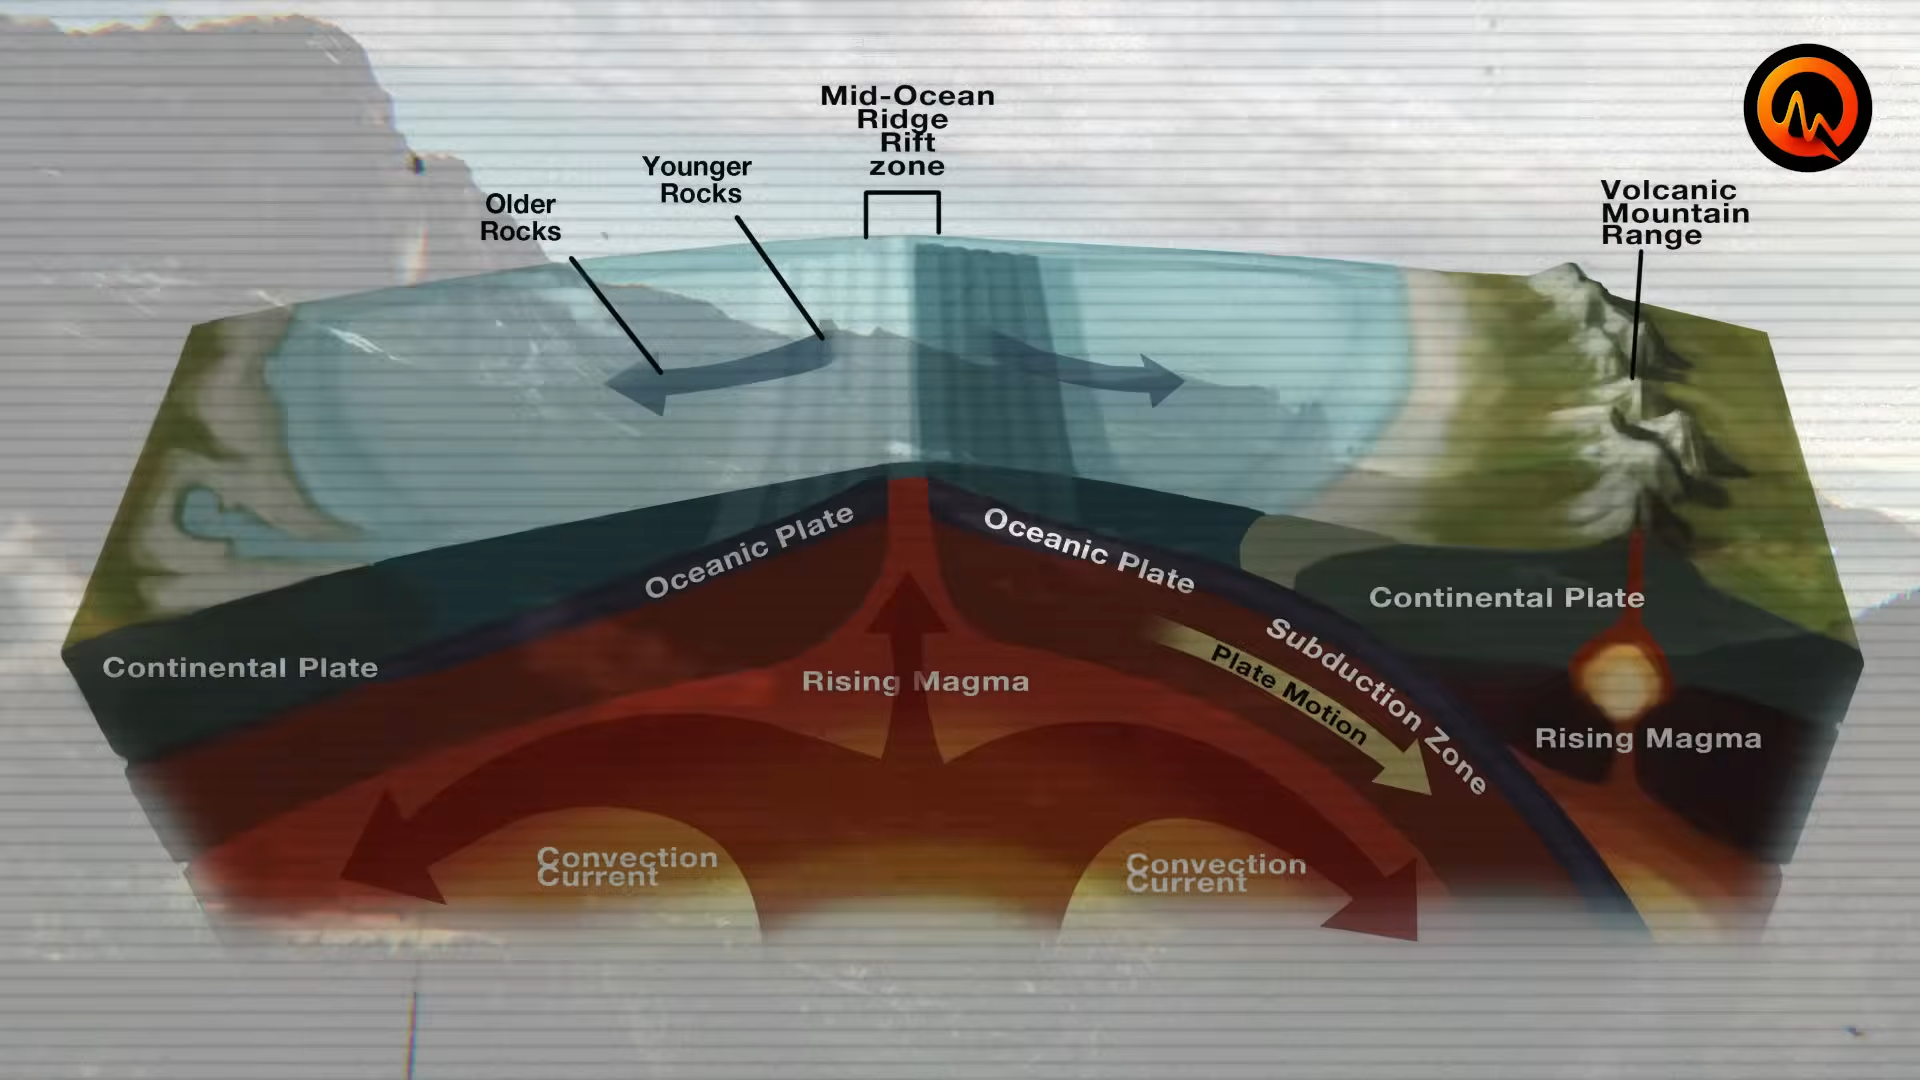 Mid-Ocean
Ridge
Rift
zone
Younger
Rocks
Older
Rocks
Volcanic
Mountain
Range
Oceanic Plate
Oceanic Plate
Continental Plate
Subduction Zone
Plate Motion
Continental Plate
Rising Magma
Rising Magma
Convection
Current
Convection
Current